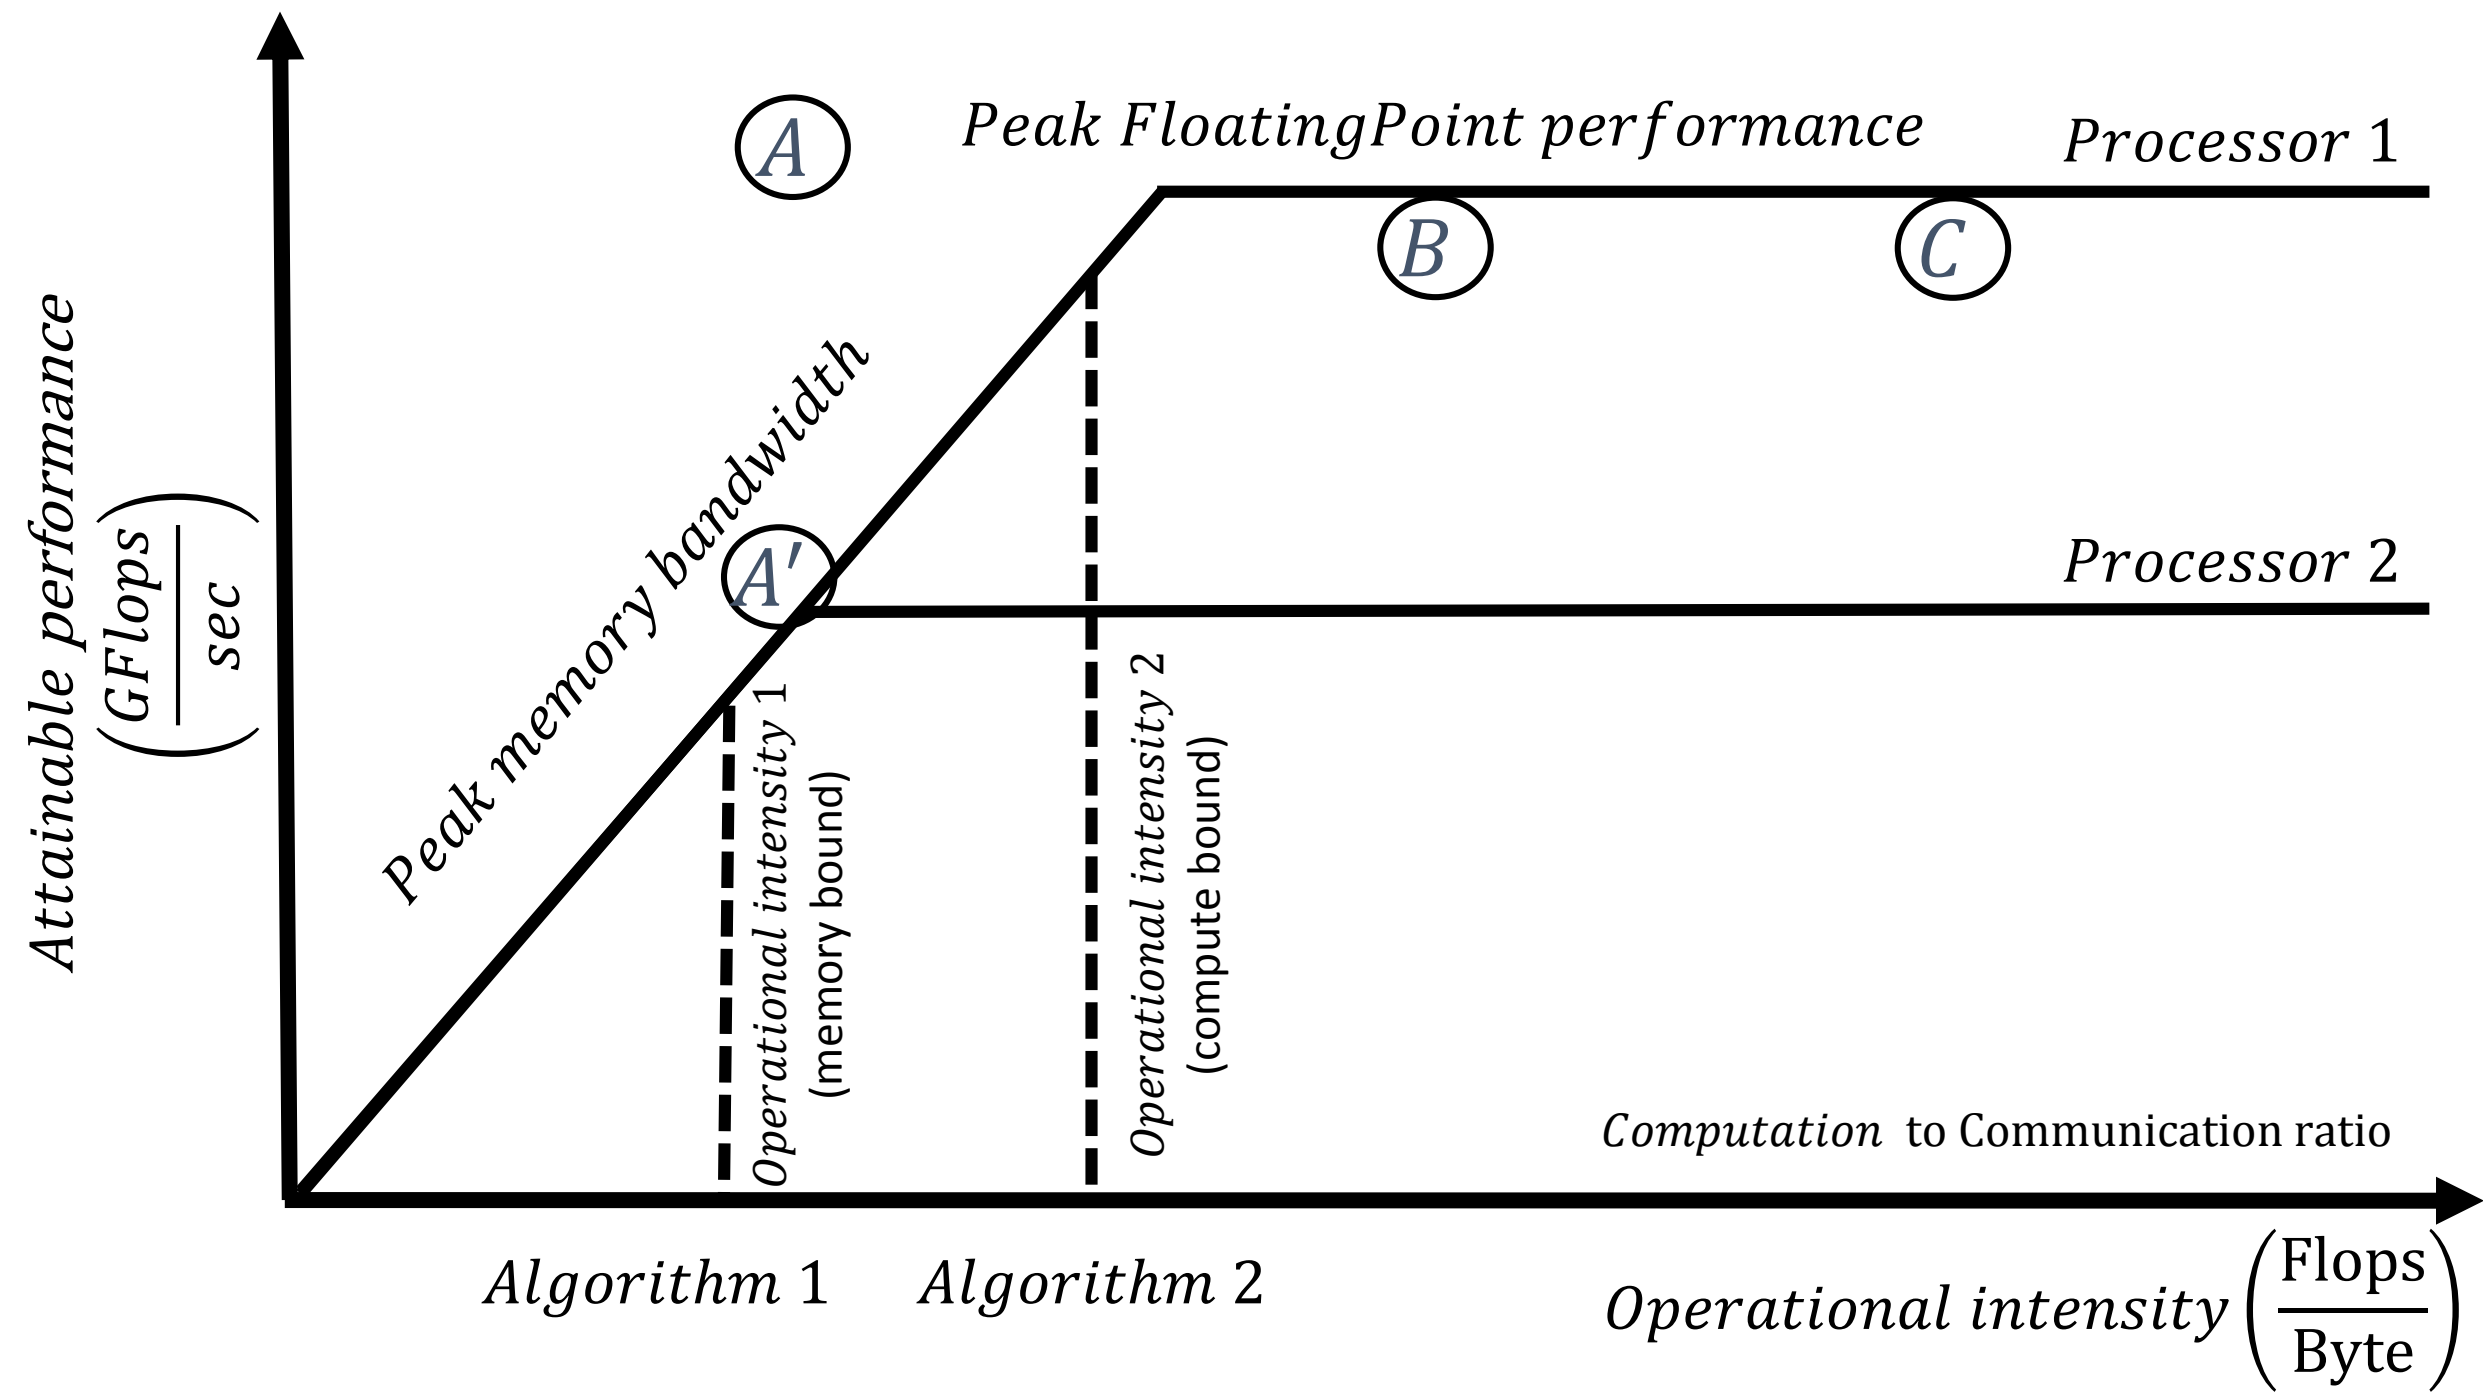 A
Peak FloatingPoint performance
Processor 1
B
C
Attainable performance
(GFlops/sec)
Peak memory bandwidth
A′
Processor 2
Operational intensity 1
(memory bound)
Operational intensity 2
(compute bound)
Computation to Communication ratio
Algorithm 1
Algorithm 2
Operational intensity (Flops/Byte)